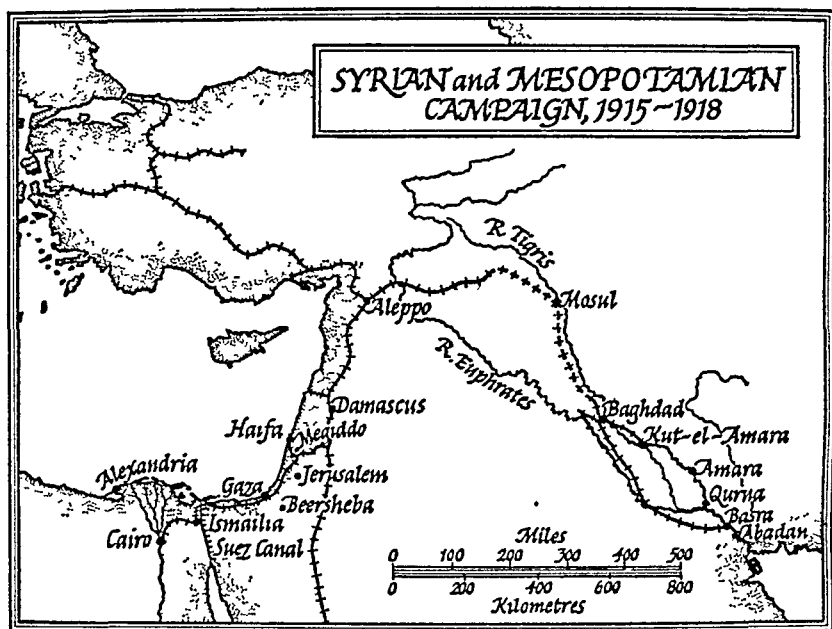 SYRIAN and MESOPOTAMIAN
CAMPAIGN, 1915~1918
R. Tigris
Mosul
Aleppo
R. Euphrates
Baghdad
Kut-el-Amara
Damascus
Haifa
Megiddo
Amara
Alexandria
Gaza
Jerusalem
Qurna
Beersheba
Basra
Abadan
Ismailia
Cairo
Suez Canal
Miles
0 100 200 300 400 500
0 200 400 600 800
Kilometres